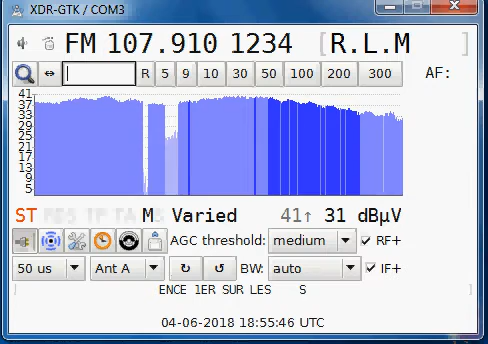 XDR-GTK / COM3
FM 107.910 1234 [R.L.M ]
R 5 9 10 30 50 100 200 300 AF:
41
37
33
29
25
21
17
13
9
5
ST RDS TP TA MS Varied 41↑ 31 dBµV
AGC threshold: medium RF+
50 us Ant A BW: auto IF+
[ ENCE 1ER SUR LES S ]
04-06-2018 18:55:46 UTC